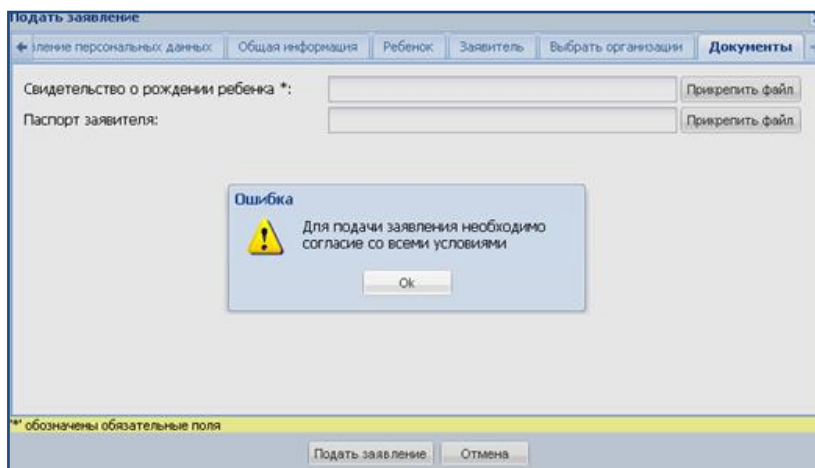 Подать заявление
ление персональных данных Общая информация Ребенок Заявитель Выбрать организации Документы
Свидетельство о рождении ребенка *: Прикрепить файл
Паспорт заявителя: Прикрепить файл
Ошибка
Для подачи заявления необходимо
согласие со всеми условиями
Ok
'*' обозначены обязательные поля
Подать заявление Отмена